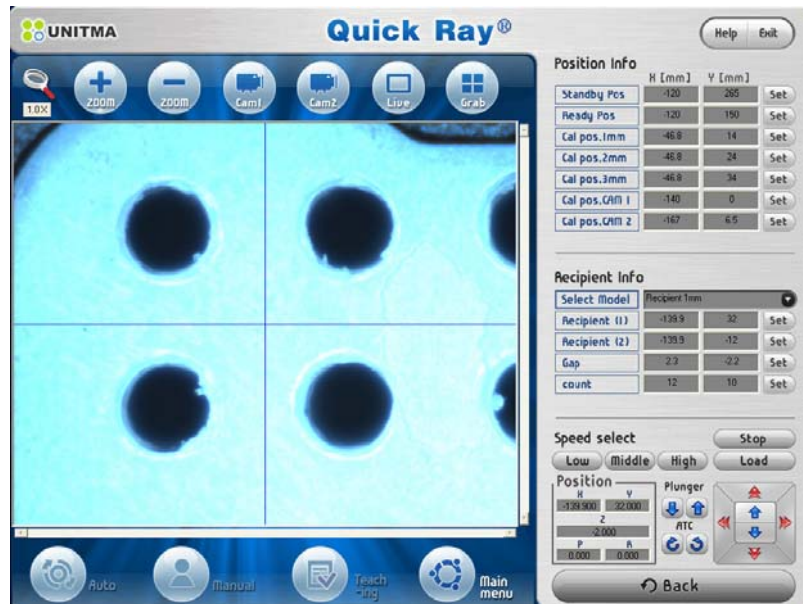 UNITMA
Quick Ray®
Help Exit
1.0X
ZOOM ZOOM Cam1 Cam2 Live Grab
Position Info
X [mm] Y [mm]
Standby Pos -120 265 Set
Ready Pos -120 150 Set
Cal pos.1mm -46.8 14 Set
Cal pos.2mm -46.8 24 Set
Cal pos.3mm -46.8 34 Set
Cal pos.CAM 1 -140 0 Set
Cal pos.CAM 2 -167 6.5 Set
Recipient Info
Select Model Recipient 1mm
Recipient (1) -139.9 32 Set
Recipient (2) -139.9 -12 Set
Gap 2.3 -2.2 Set
count 12 10 Set
Speed select Stop
Low Middle High Load
Position Plunger
X Y
-139.900 32.000
Z ATC
-2.000
P R
0.000 0.000
Auto Manual Teach-ing Main menu
Back